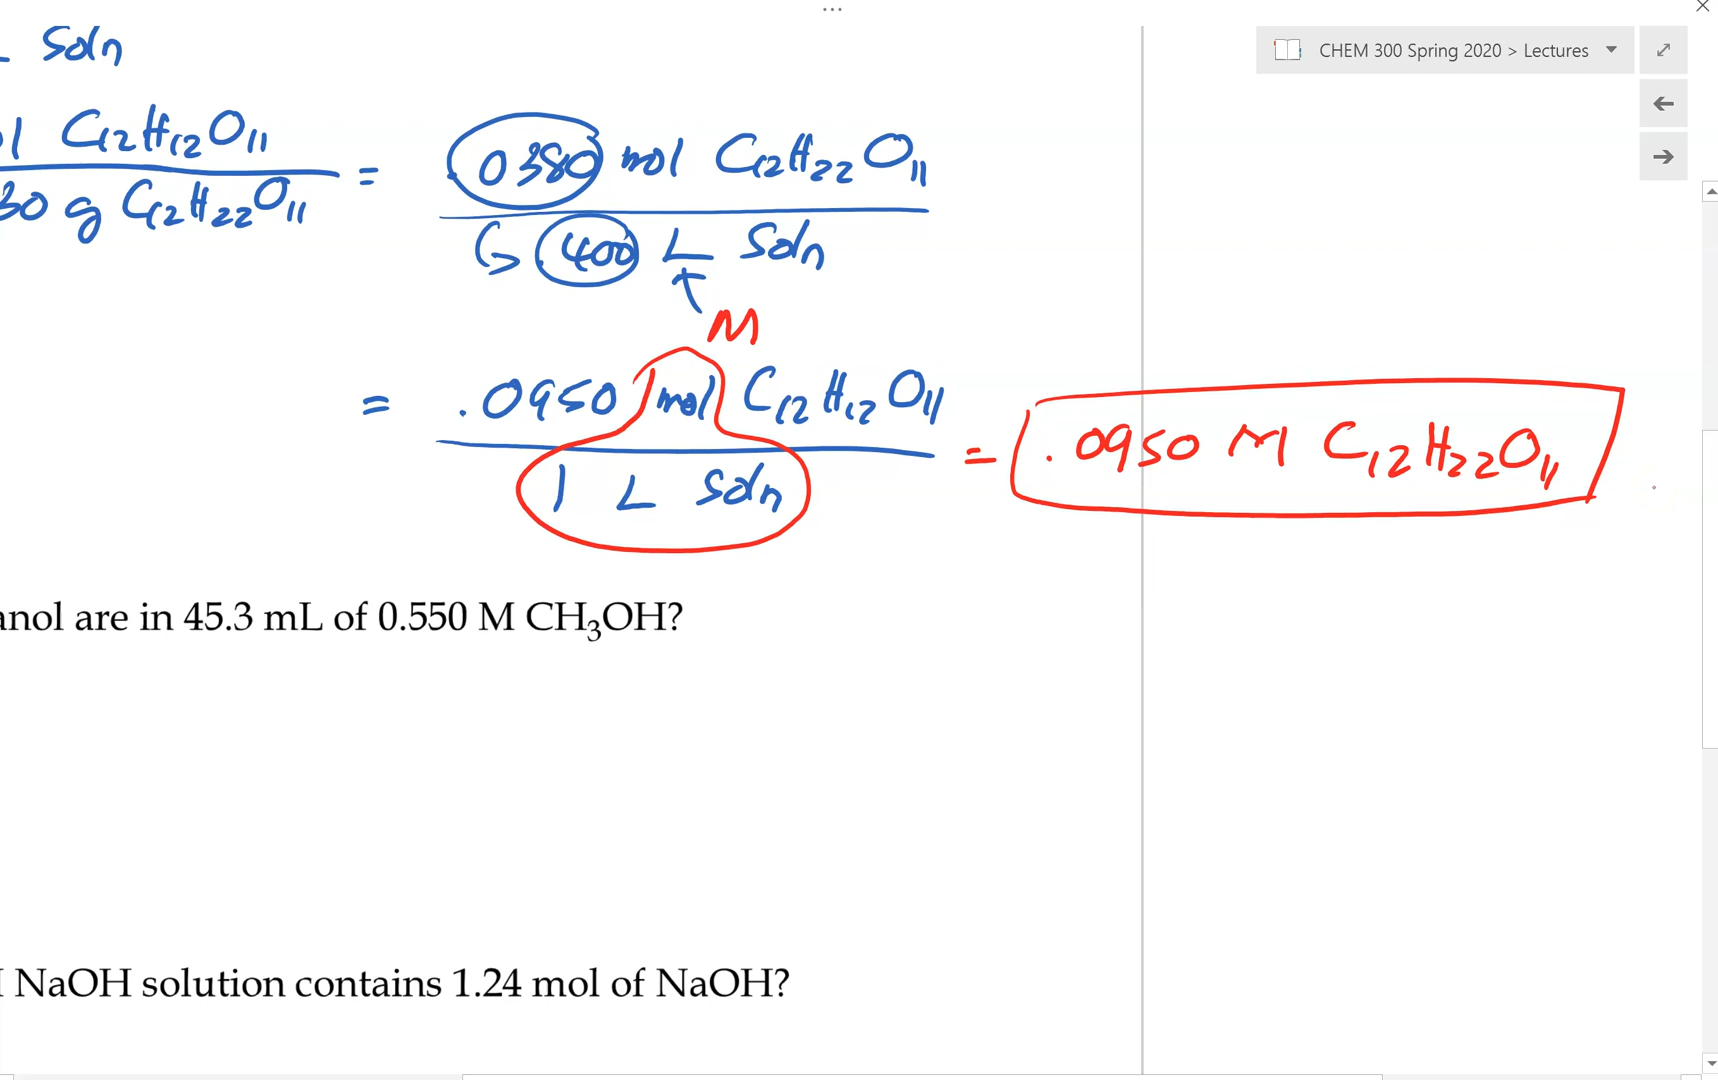 ...
CHEM 300 Spring 2020 > Lectures
Soln
C12H12O11 = .0380 mol C12H22O11
30 g C12H22O11
.400 L Soln
M
= .0950 mol C12H12O11 = .0950 M C12H22O11
1 L Soln
anol are in 45.3 mL of 0.550 M CH₃OH?
NaOH solution contains 1.24 mol of NaOH?